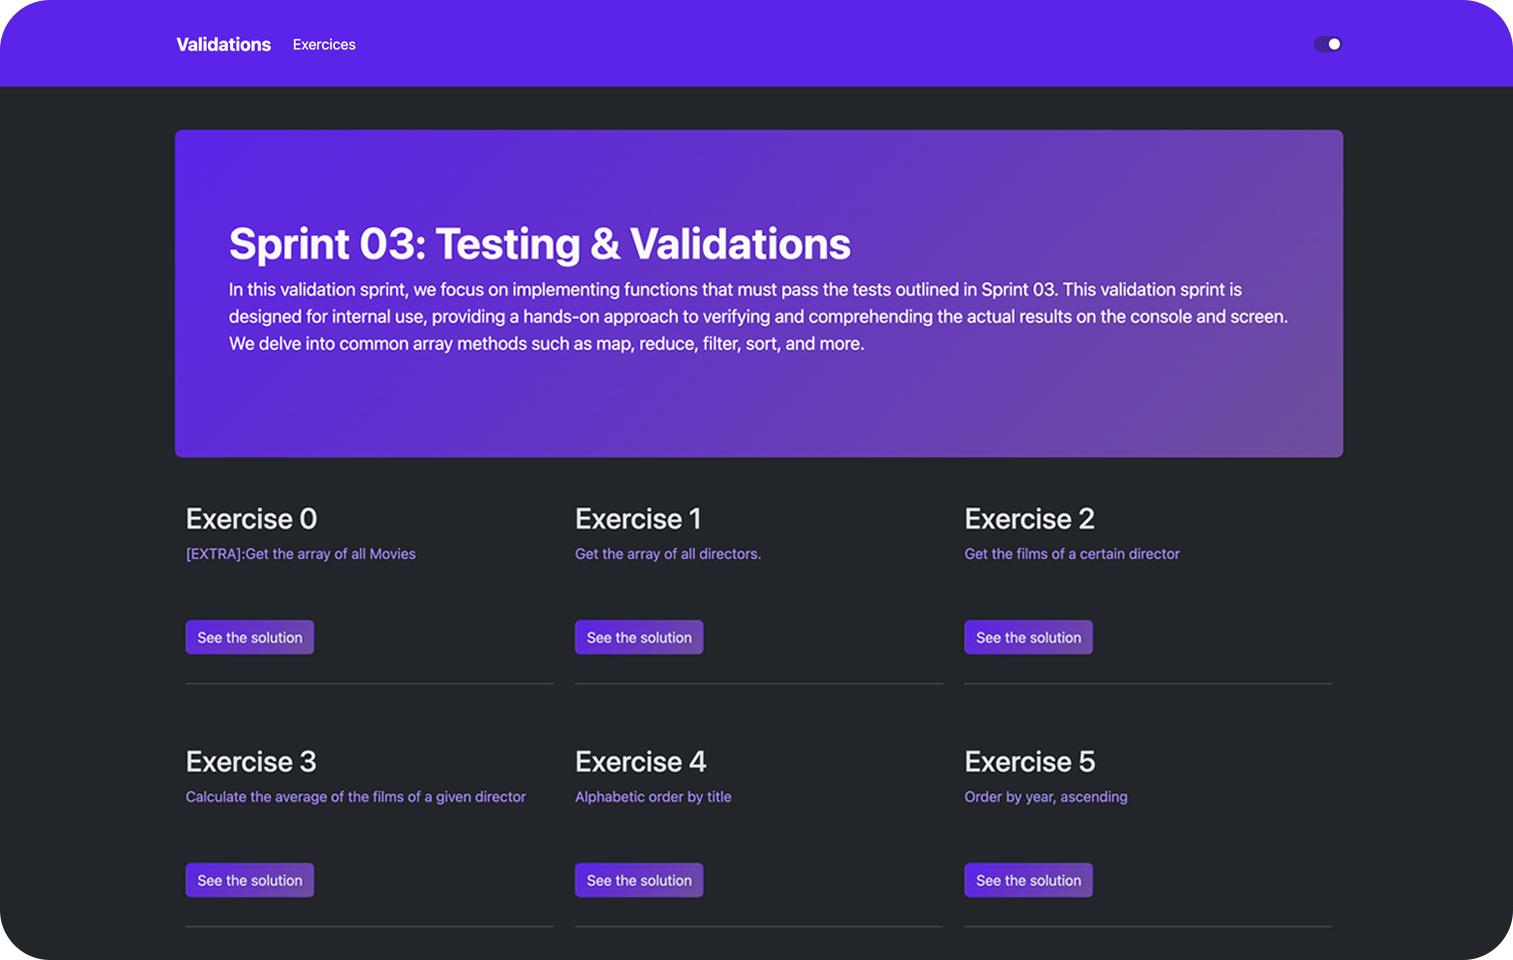 Validations
Exercices
Sprint 03: Testing & Validations
In this validation sprint, we focus on implementing functions that must pass the tests outlined in Sprint 03. This validation sprint is
designed for internal use, providing a hands-on approach to verifying and comprehending the actual results on the console and screen.
We delve into common array methods such as map, reduce, filter, sort, and more.
Exercise 0
[EXTRA]:Get the array of all Movies
See the solution
Exercise 1
Get the array of all directors.
See the solution
Exercise 2
Get the films of a certain director
See the solution
Exercise 3
Calculate the average of the films of a given director
See the solution
Exercise 4
Alphabetic order by title
See the solution
Exercise 5
Order by year, ascending
See the solution